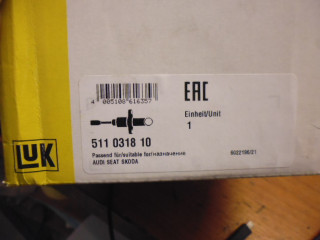 EAC
4 005108 616357
Einheit/Unit
1
511 0318 10
Passend für/suitable for/
AUDI SEAT SKODA
LUK